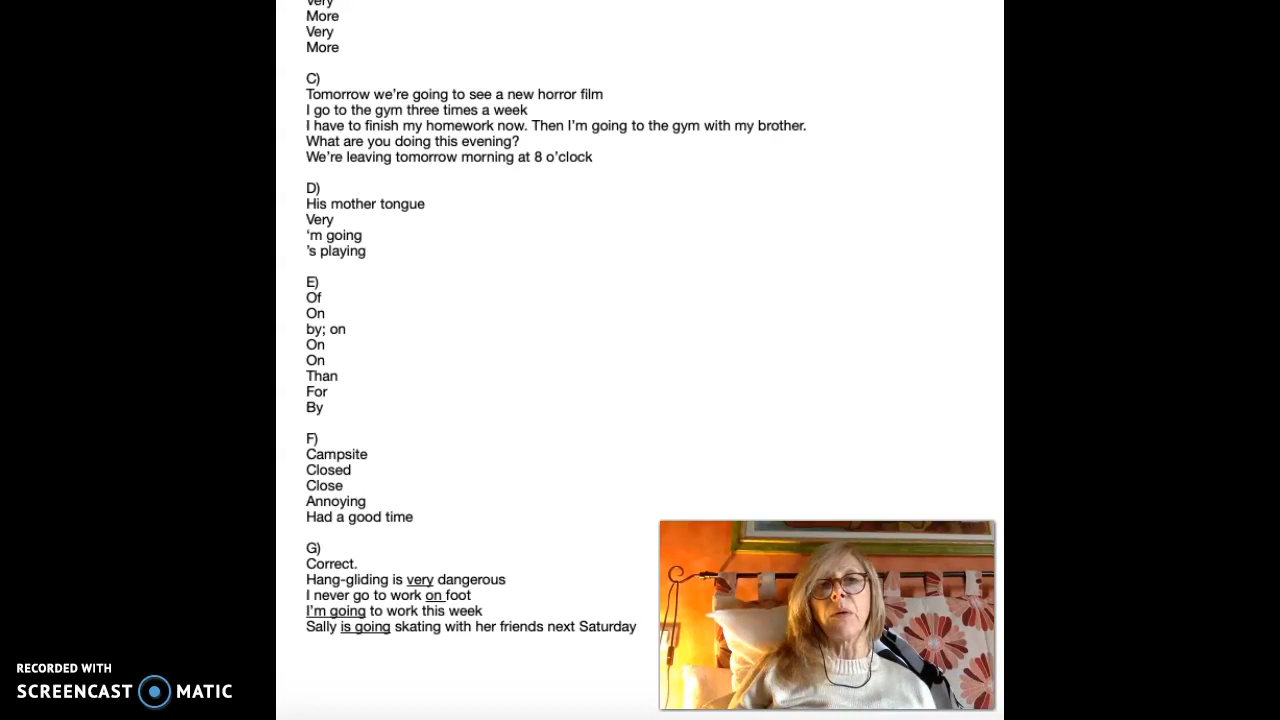 Very
More
Very
More
C)
Tomorrow we're going to see a new horror film
I go to the gym three times a week
I have to finish my homework now. Then I'm going to the gym with my brother.
What are you doing this evening?
We're leaving tomorrow morning at 8 o'clock
D)
His mother tongue
Very
‘m going
’s playing
E)
Of
On
by; on
On
On
Than
For
By
F)
Campsite
Closed
Close
Annoying
Had a good time
G)
Correct.
Hang-gliding is very dangerous
I never go to work on foot
I'm going to work this week
Sally is going skating with her friends next Saturday
RECORDED WITH
SCREENCAST MATIC